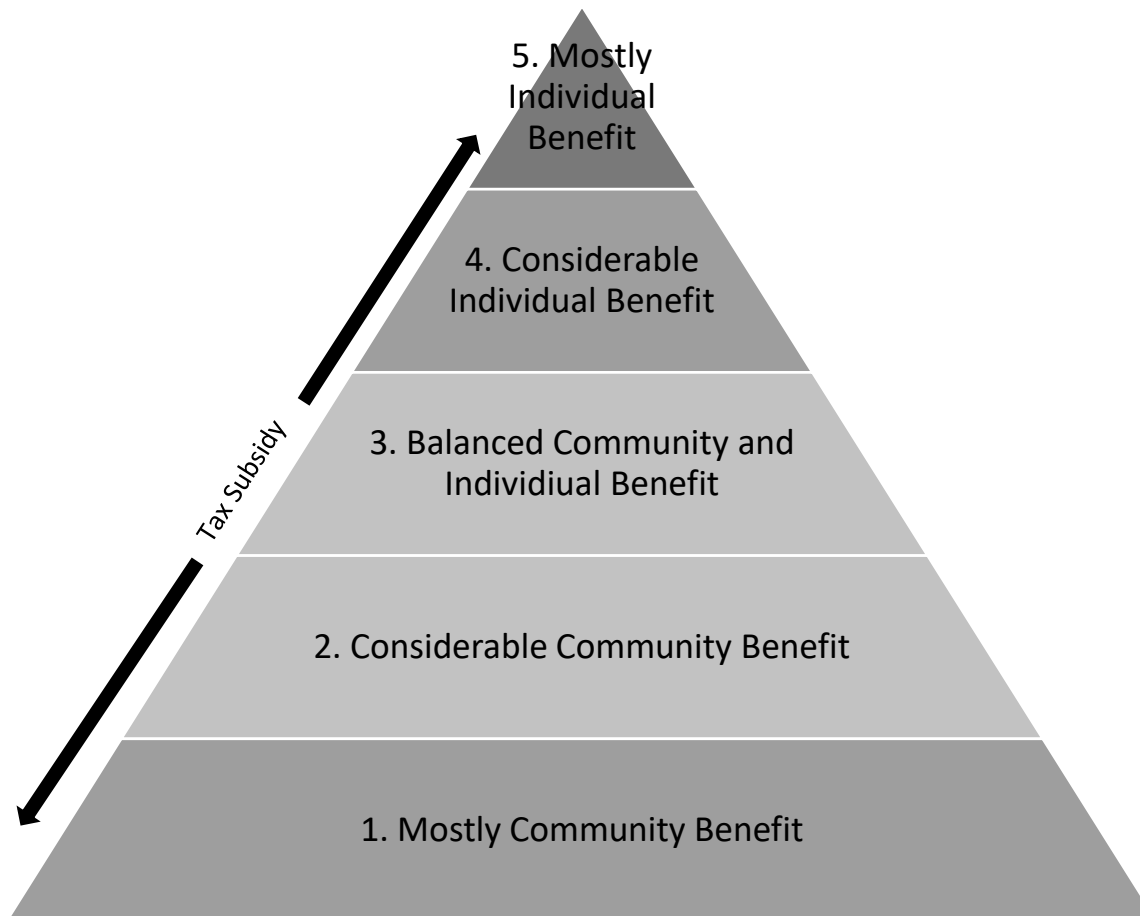 5. Mostly
Individual
Benefit
4. Considerable
Individual Benefit
3. Balanced Community and
Individiual Benefit
Tax Subsidy
2. Considerable Community Benefit
1. Mostly Community Benefit